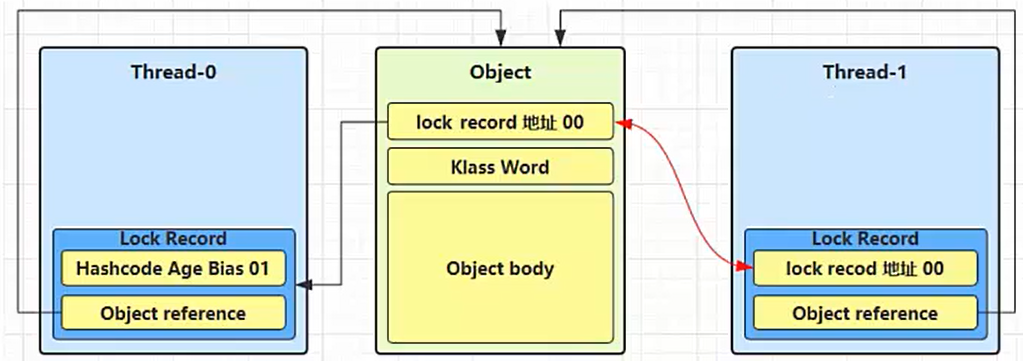 Thread-0
Lock Record
Hashcode Age Bias 01
Object reference
Object
lock record 地址 00
Klass Word
Object body
Thread-1
Lock Record
lock recod 地址 00
Object reference